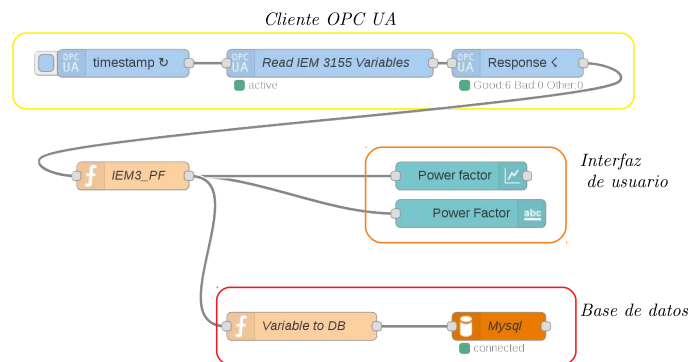 Cliente OPC UA
OPC UA timestamp ↻
OPC UA Read IEM 3155 Variables
active
OPC UA Response ☇
Good:6 Bad:0 Other:0
IEM3_PF
Power factor
Power Factor abc
Interfaz
de usuario
Variable to DB
Mysql
connected
Base de datos